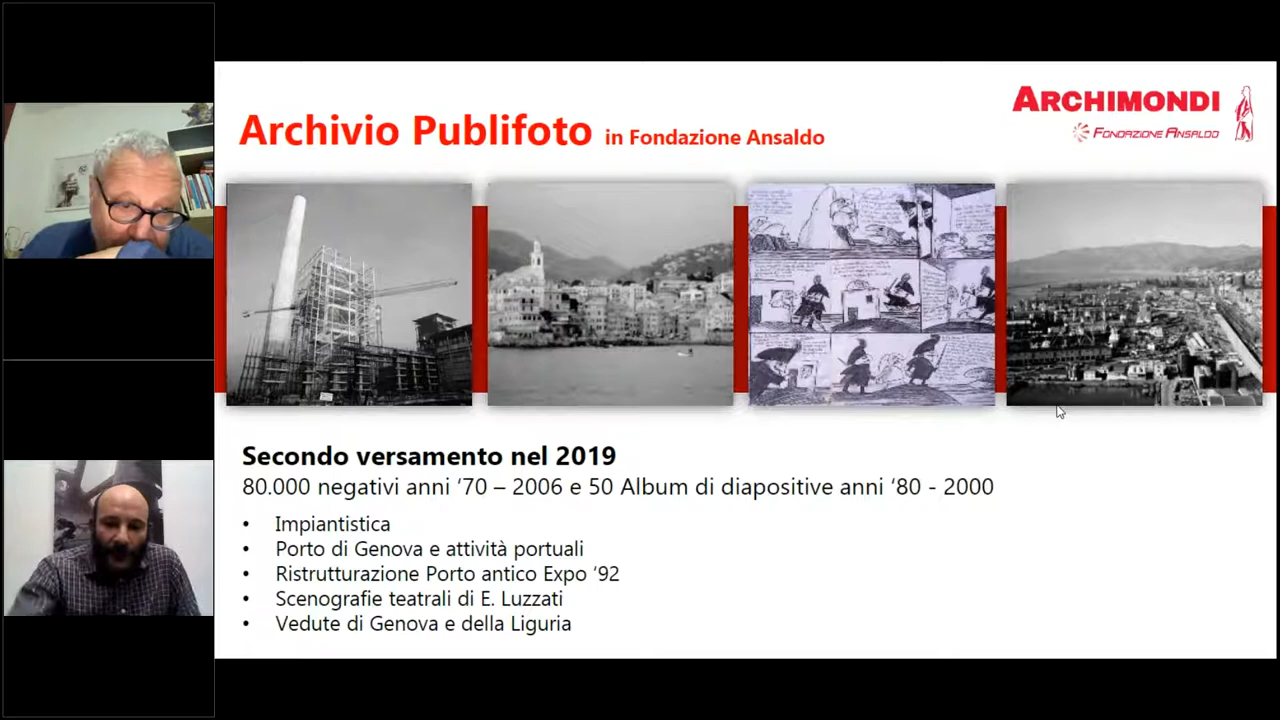 ARCHIMONDI
FONDAZIONE ANSALDO
Archivio Publifoto in Fondazione Ansaldo
Secondo versamento nel 2019
80.000 negativi anni ‘70 – 2006 e 50 Album di diapositive anni ‘80 - 2000
• Impiantistica
• Porto di Genova e attività portuali
• Ristrutturazione Porto antico Expo ‘92
• Scenografie teatrali di E. Luzzati
• Vedute di Genova e della Liguria